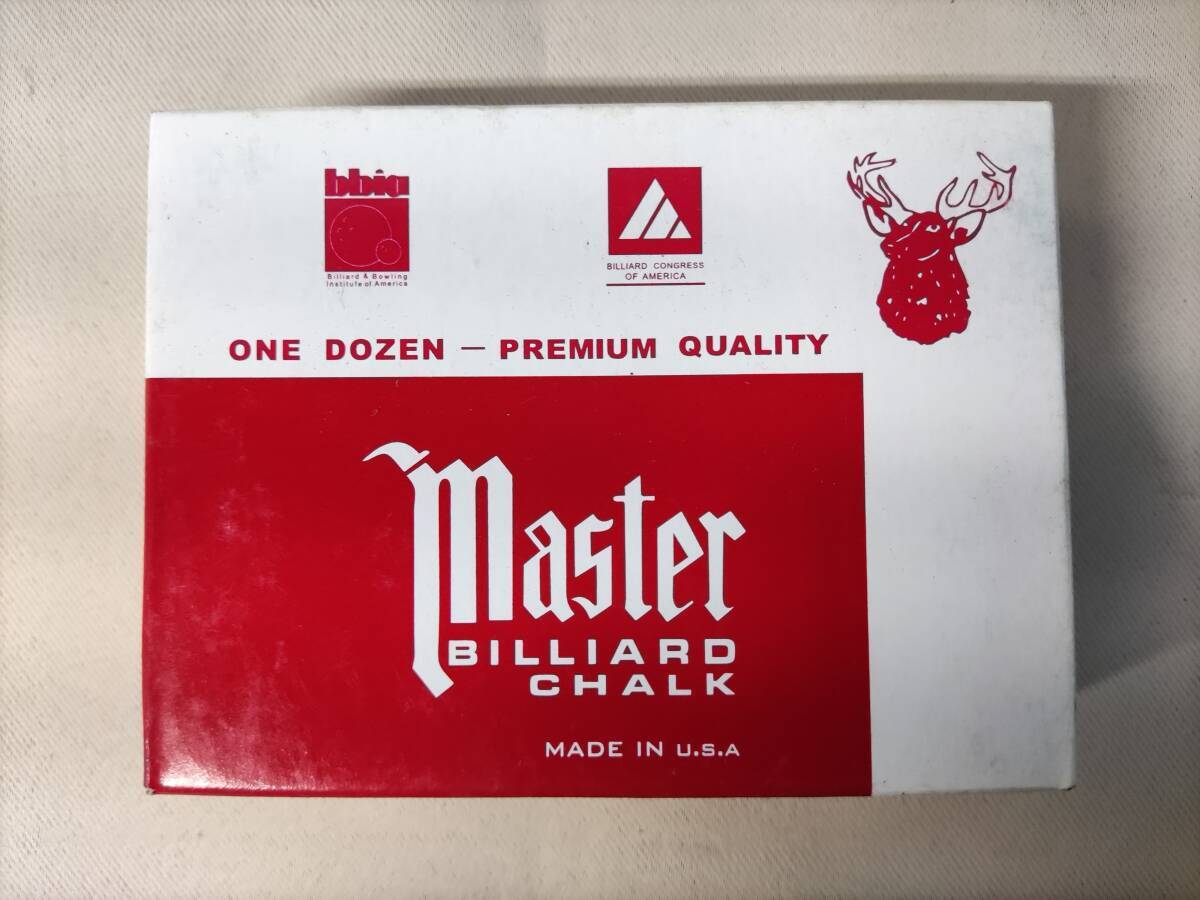 bbia
Billiard & Bowling
Institute of America
BILLIARD CONGRESS
OF AMERICA
ONE DOZEN — PREMIUM QUALITY
Master
BILLIARD
CHALK
MADE IN U.S.A